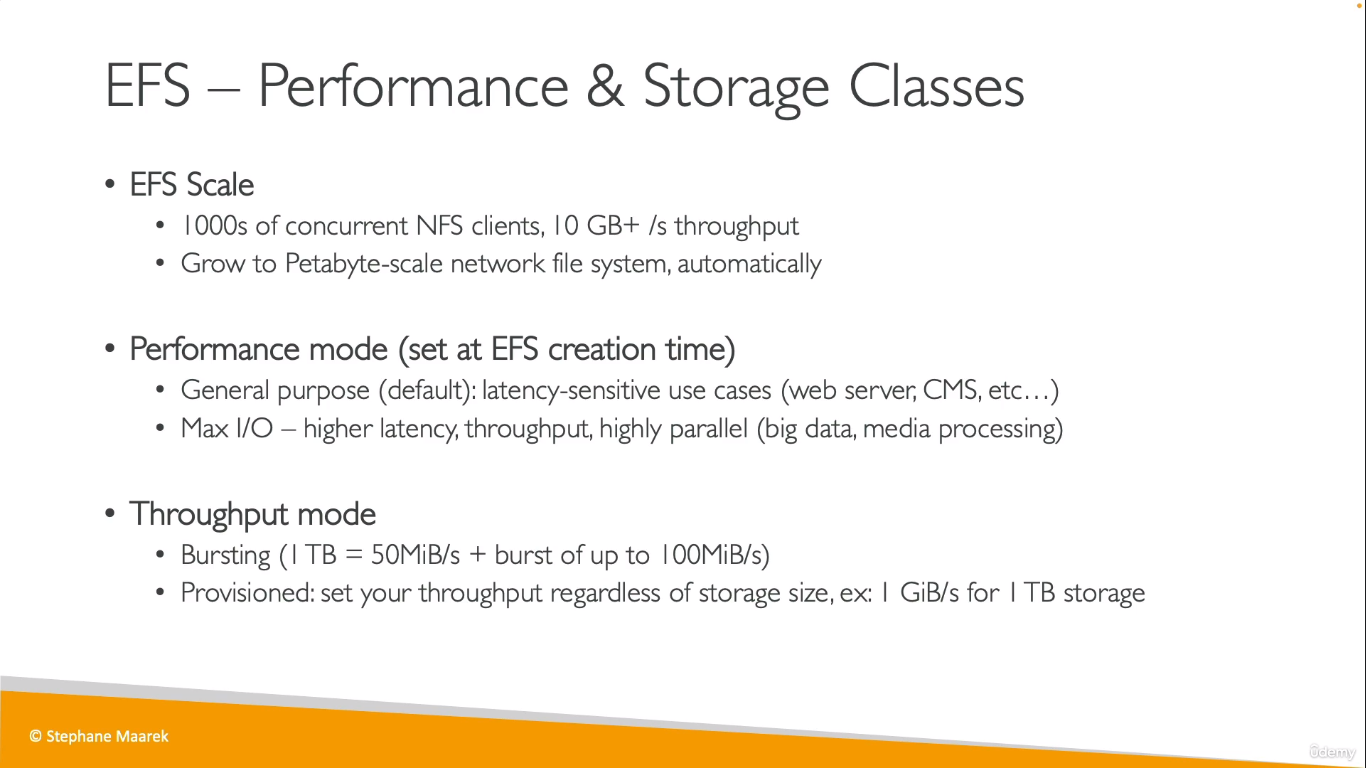 EFS – Performance & Storage Classes
• EFS Scale
• 1000s of concurrent NFS clients, 10 GB+ /s throughput
• Grow to Petabyte-scale network file system, automatically
• Performance mode (set at EFS creation time)
• General purpose (default): latency-sensitive use cases (web server, CMS, etc…)
• Max I/O – higher latency, throughput, highly parallel (big data, media processing)
• Throughput mode
• Bursting (1 TB = 50MiB/s + burst of up to 100MiB/s)
• Provisioned: set your throughput regardless of storage size, ex: 1 GiB/s for 1 TB storage
© Stephane Maarek
ûdemy